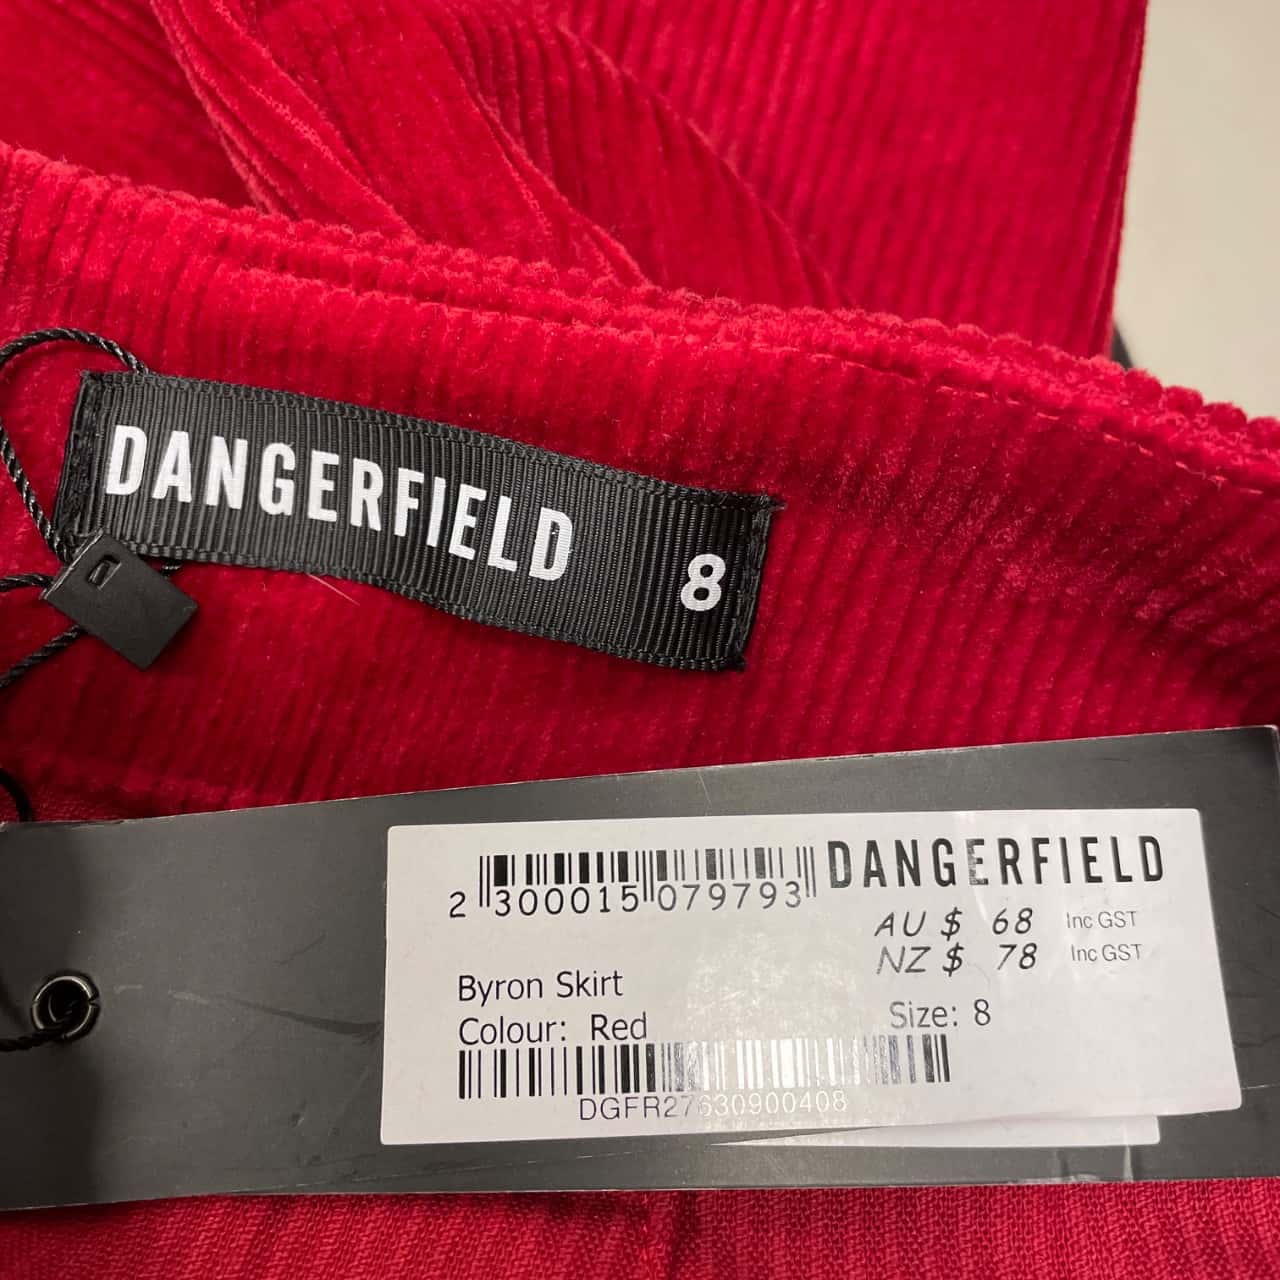 DANGERFIELD 8
2 300015 079793 DANGERFIELD
AU $ 68 Inc GST
NZ $ 78 Inc GST
Byron Skirt
Colour: Red Size: 8
DGFR27630900408